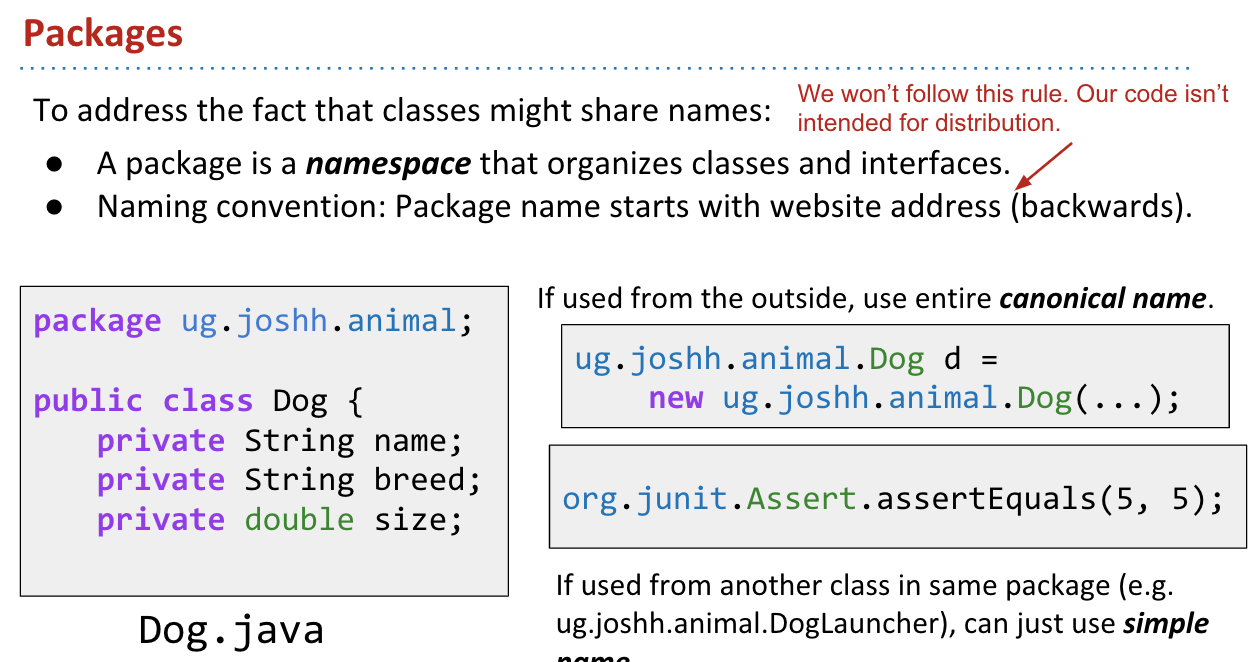 Packages
To address the fact that classes might share names:
We won’t follow this rule. Our code isn’t
intended for distribution.
● A package is a namespace that organizes classes and interfaces.
● Naming convention: Package name starts with website address (backwards).
package ug.joshh.animal;
public class Dog {
private String name;
private String breed;
private double size;
Dog.java
If used from the outside, use entire canonical name.
ug.joshh.animal.Dog d =
new ug.joshh.animal.Dog(...);
org.junit.Assert.assertEquals(5, 5);
If used from another class in same package (e.g.
ug.joshh.animal.DogLauncher), can just use simple
name